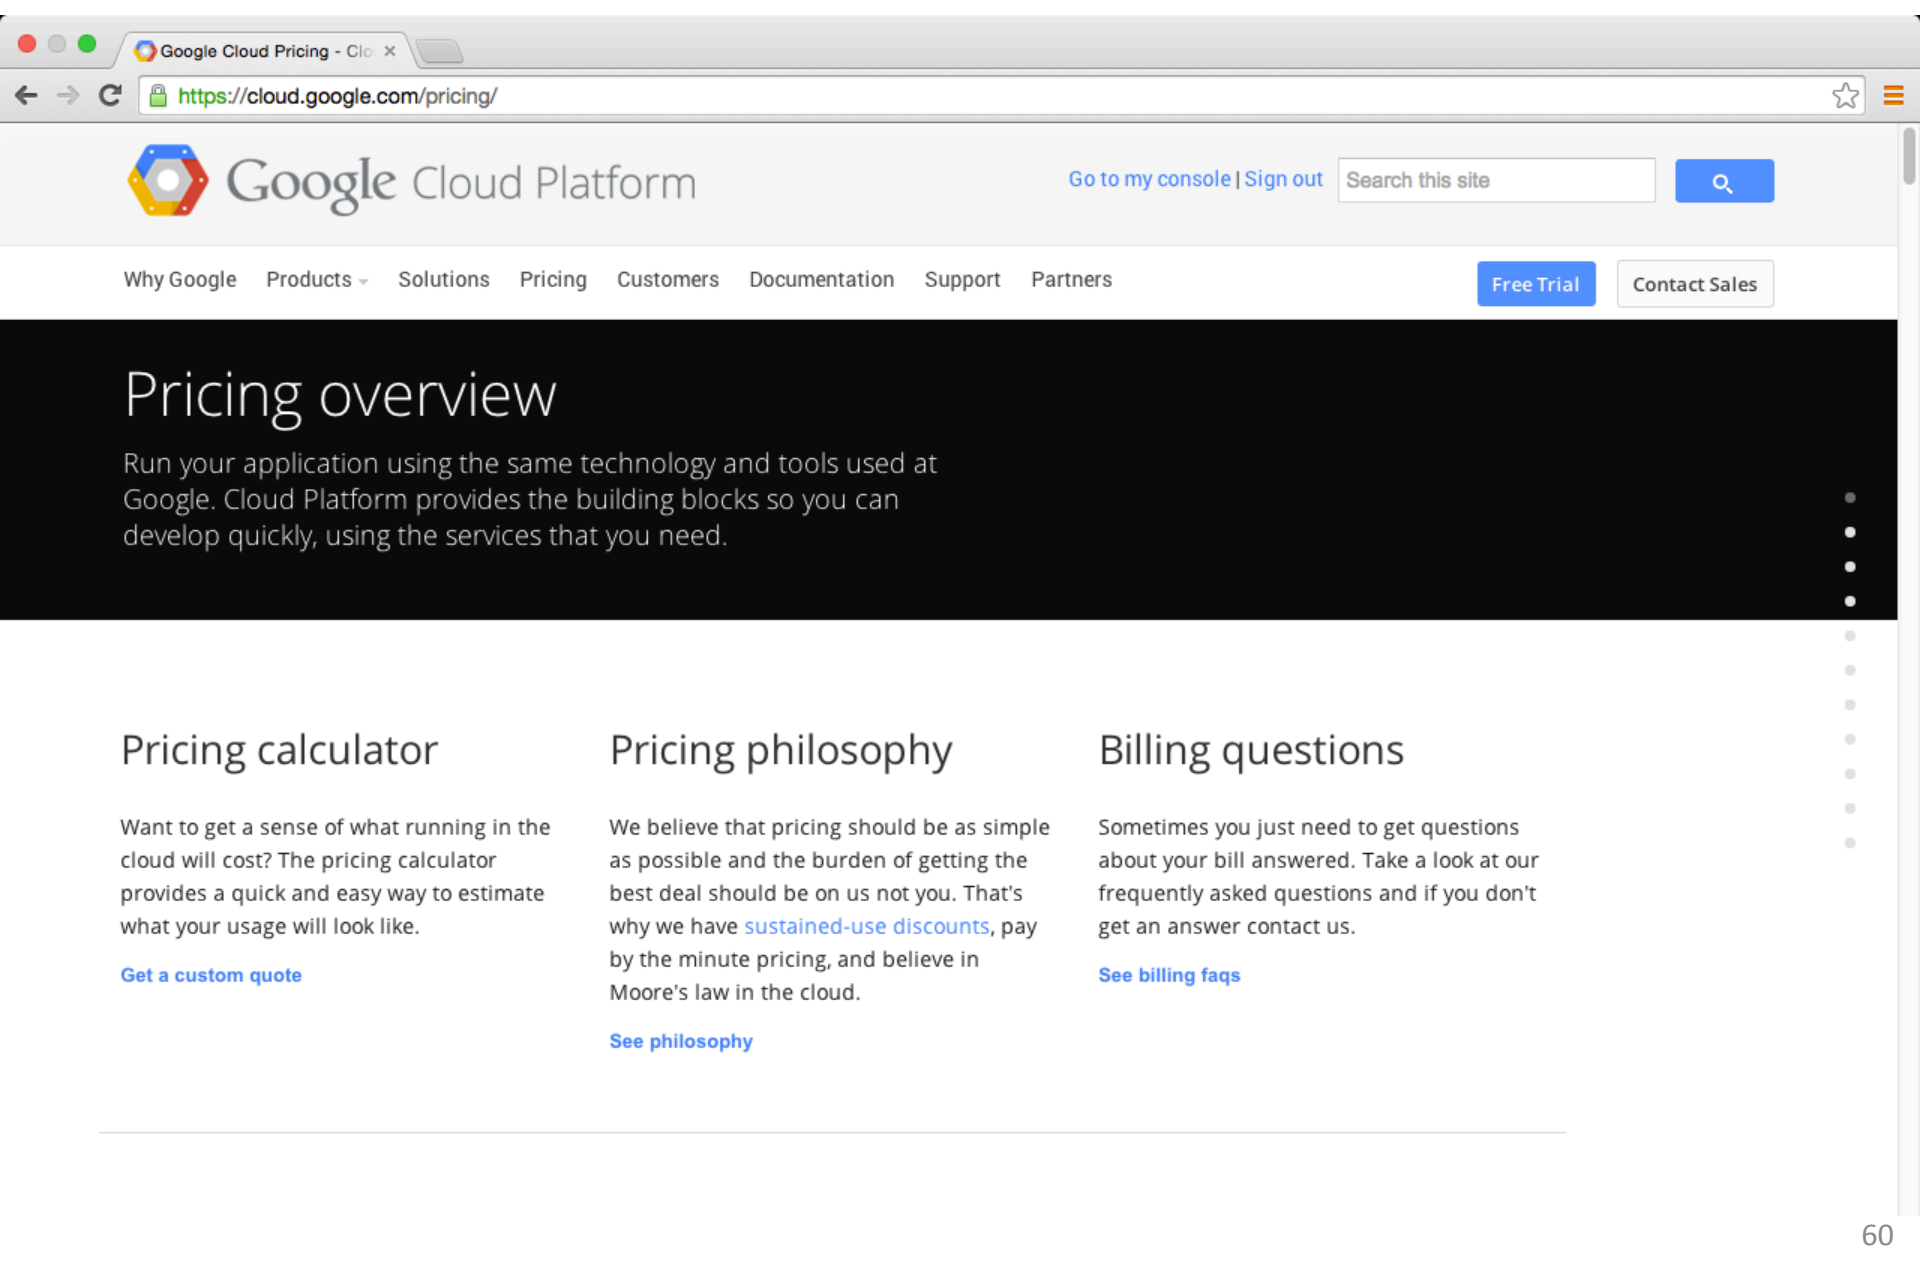 Google Cloud Pricing - Clo
https://cloud.google.com/pricing/
Google Cloud Platform
Go to my console | Sign out
Search this site
Why Google Products Solutions Pricing Customers Documentation Support Partners
Free Trial
Contact Sales
Pricing overview
Run your application using the same technology and tools used at
Google. Cloud Platform provides the building blocks so you can
develop quickly, using the services that you need.
Pricing calculator
Want to get a sense of what running in the
cloud will cost? The pricing calculator
provides a quick and easy way to estimate
what your usage will look like.
Get a custom quote
Pricing philosophy
We believe that pricing should be as simple
as possible and the burden of getting the
best deal should be on us not you. That's
why we have sustained-use discounts, pay
by the minute pricing, and believe in
Moore's law in the cloud.
See philosophy
Billing questions
Sometimes you just need to get questions
about your bill answered. Take a look at our
frequently asked questions and if you don't
get an answer contact us.
See billing faqs
60